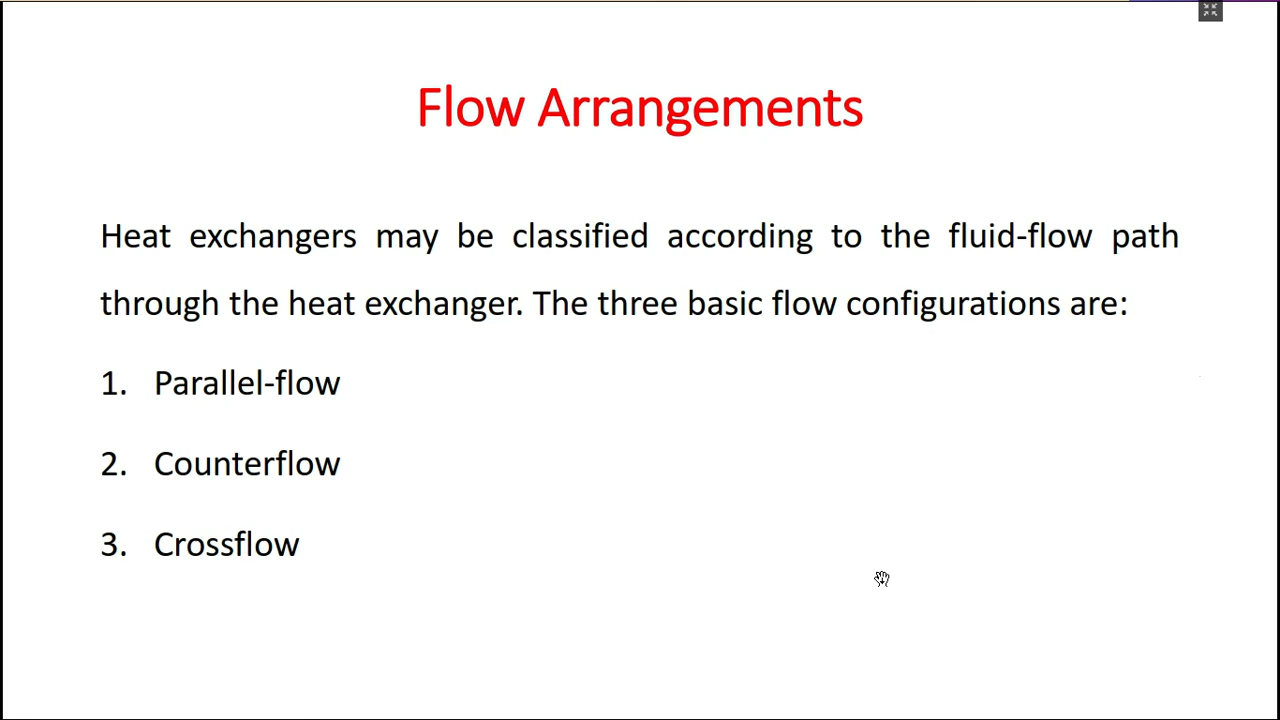 Flow Arrangements
Heat exchangers may be classified according to the fluid-flow path
through the heat exchanger. The three basic flow configurations are:
1. Parallel-flow
2. Counterflow
3. Crossflow